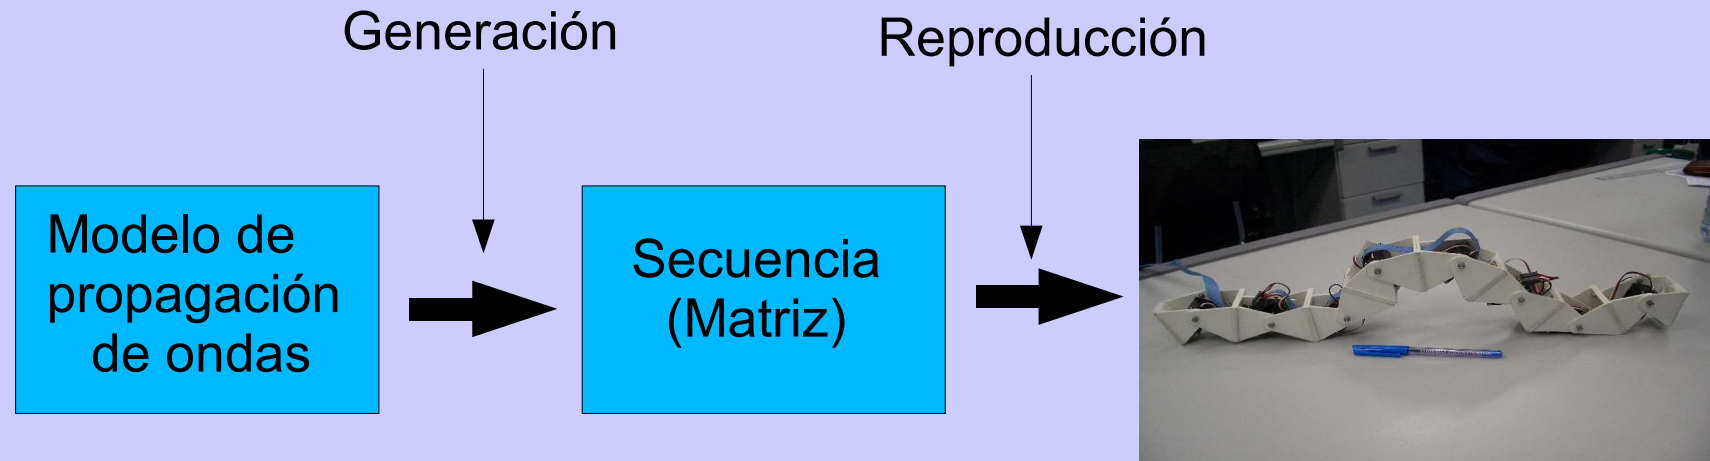 Generación
Reproducción
Modelo de
propagación
de ondas
Secuencia
(Matriz)